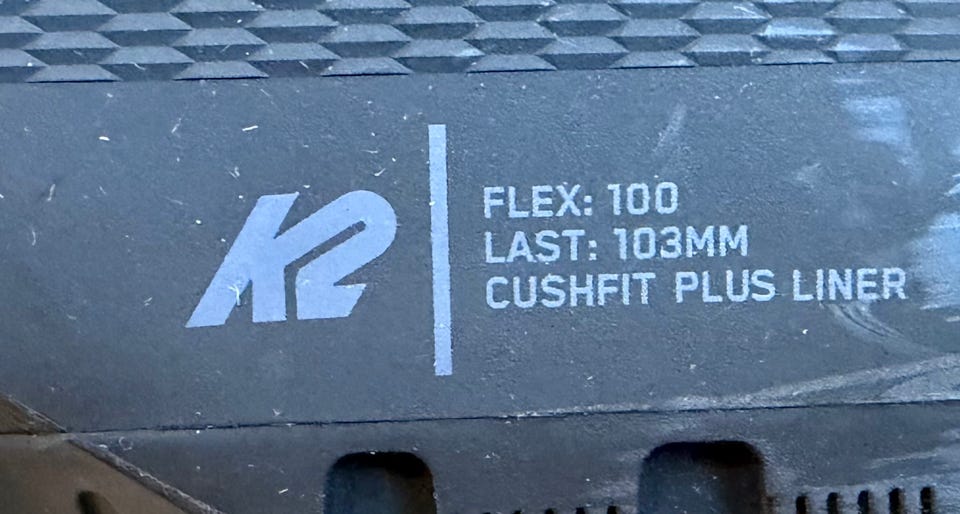 K2
FLEX: 100
LAST: 103MM
CUSHFIT PLUS LINER